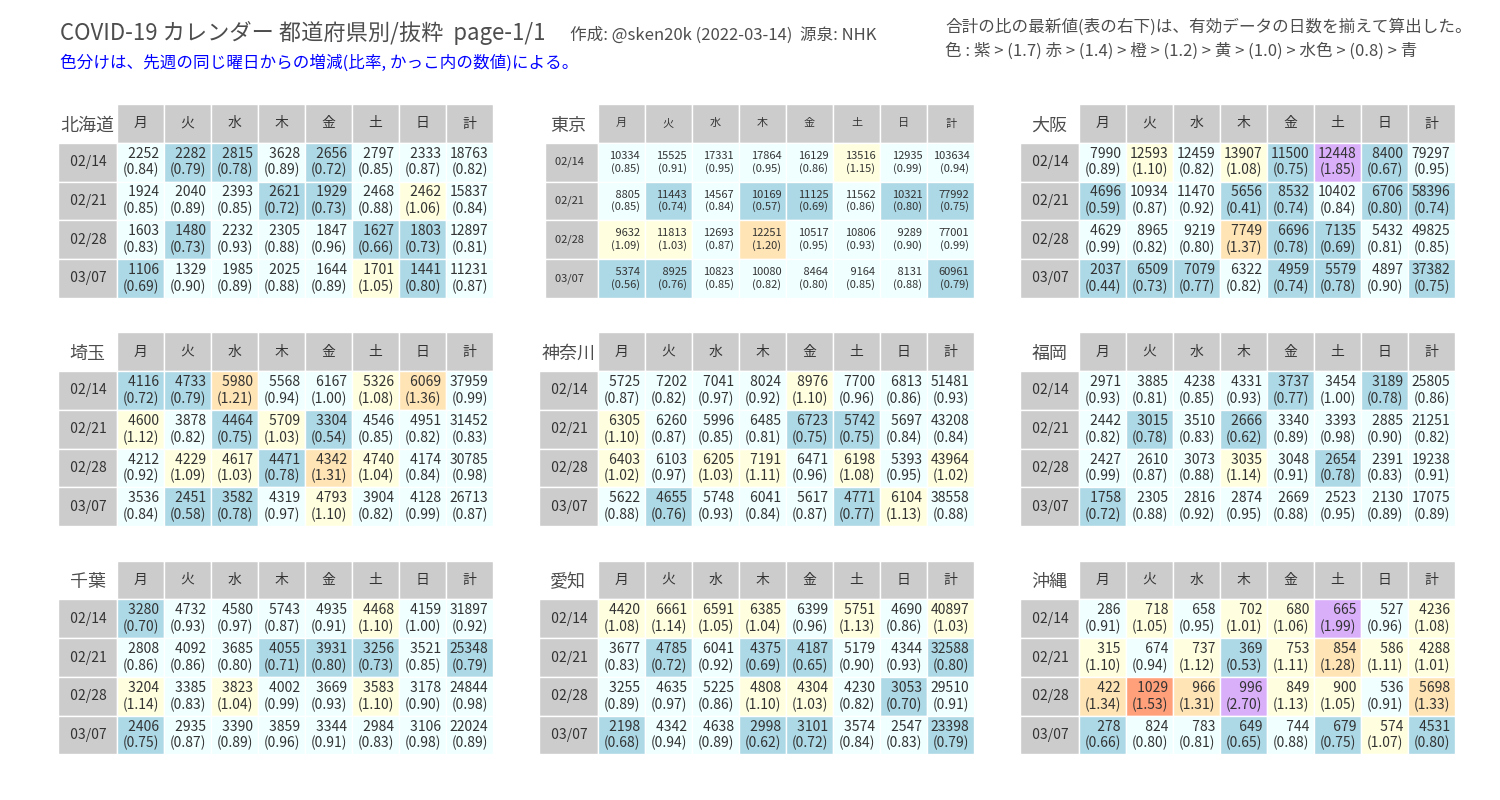 COVID-19 カレンダー 都道府県別/抜粋 page-1/1 作成: @sken20k (2022-03-14) 源泉: NHK
合計の比の最新値(表の右下)は、有効データの日数を揃えて算出した。
色分けは、先週の同じ曜日からの増減(比率, かっこ内の数値)による。
色 : 紫 > (1.7) 赤 > (1.4) 橙 > (1.2) > 黄 > (1.0) > 水色 > (0.8) > 青
北海道 月 火 水 木 金 土 日 計
02/14 2252 2282 2815 3628 2656 2797 2333 18763
(0.84) (0.79) (0.78) (0.89) (0.72) (0.85) (0.87) (0.82)
02/21 1924 2040 2393 2621 1929 2468 2462 15837
(0.85) (0.89) (0.85) (0.72) (0.73) (0.88) (1.06) (0.84)
02/28 1603 1480 2232 2305 1847 1627 1803 12897
(0.83) (0.73) (0.93) (0.88) (0.96) (0.66) (0.73) (0.81)
03/07 1106 1329 1985 2025 1644 1701 1441 11231
(0.69) (0.90) (0.89) (0.88) (0.89) (1.05) (0.80) (0.87)
東京 月 火 水 木 金 土 日 計
02/14 10334 15525 17331 17864 16129 13516 12935 103634
(0.85) (0.91) (0.95) (0.95) (0.86) (1.15) (0.99) (0.94)
02/21 8805 11443 14567 10169 11125 11562 10321 77992
(0.85) (0.74) (0.84) (0.57) (0.69) (0.86) (0.80) (0.75)
02/28 9632 11813 12693 12251 10517 10806 9289 77001
(1.09) (1.03) (0.87) (1.20) (0.95) (0.93) (0.90) (0.99)
03/07 5374 8925 10823 10080 8464 9164 8131 60961
(0.56) (0.76) (0.85) (0.82) (0.80) (0.85) (0.88) (0.79)
大阪 月 火 水 木 金 土 日 計
02/14 7990 12593 12459 13907 11500 12448 8400 79297
(0.89) (1.10) (0.82) (1.08) (0.75) (1.85) (0.67) (0.95)
02/21 4696 10934 11470 5656 8532 10402 6706 58396
(0.59) (0.87) (0.92) (0.41) (0.74) (0.84) (0.80) (0.74)
02/28 4629 8965 9219 7749 6696 7135 5432 49825
(0.99) (0.82) (0.80) (1.37) (0.78) (0.69) (0.81) (0.85)
03/07 2037 6509 7079 6322 4959 5579 4897 37382
(0.44) (0.73) (0.77) (0.82) (0.74) (0.78) (0.90) (0.75)
埼玉 月 火 水 木 金 土 日 計
02/14 4116 4733 5980 5568 6167 5326 6069 37959
(0.72) (0.79) (1.21) (0.94) (1.00) (1.08) (1.36) (0.99)
02/21 4600 3878 4464 5709 3304 4546 4951 31452
(1.12) (0.82) (0.75) (1.03) (0.54) (0.85) (0.82) (0.83)
02/28 4212 4229 4617 4471 4342 4740 4174 30785
(0.92) (1.09) (1.03) (0.78) (1.31) (1.04) (0.84) (0.98)
03/07 3536 2451 3582 4319 4793 3904 4128 26713
(0.84) (0.58) (0.78) (0.97) (1.10) (0.82) (0.99) (0.87)
神奈川 月 火 水 木 金 土 日 計
02/14 5725 7202 7041 8024 8976 7700 6813 51481
(0.87) (0.82) (0.97) (0.92) (1.10) (0.96) (0.86) (0.93)
02/21 6305 6260 5996 6485 6723 5742 5697 43208
(1.10) (0.87) (0.85) (0.81) (0.75) (0.75) (0.84) (0.84)
02/28 6403 6103 6205 7191 6471 6198 5393 43964
(1.02) (0.97) (1.03) (1.11) (0.96) (1.08) (0.95) (1.02)
03/07 5622 4655 5748 6041 5617 4771 6104 38558
(0.88) (0.76) (0.93) (0.84) (0.87) (0.77) (1.13) (0.88)
福岡 月 火 水 木 金 土 日 計
02/14 2971 3885 4238 4331 3737 3454 3189 25805
(0.93) (0.81) (0.85) (0.93) (0.77) (1.00) (0.78) (0.86)
02/21 2442 3015 3510 2666 3340 3393 2885 21251
(0.82) (0.78) (0.83) (0.62) (0.89) (0.98) (0.90) (0.82)
02/28 2427 2610 3073 3035 3048 2654 2391 19238
(0.99) (0.87) (0.88) (1.14) (0.91) (0.78) (0.83) (0.91)
03/07 1758 2305 2816 2874 2669 2523 2130 17075
(0.72) (0.88) (0.92) (0.95) (0.88) (0.95) (0.89) (0.89)
千葉 月 火 水 木 金 土 日 計
02/14 3280 4732 4580 5743 4935 4468 4159 31897
(0.70) (0.93) (0.97) (0.87) (0.91) (1.10) (1.00) (0.92)
02/21 2808 4092 3685 4055 3931 3256 3521 25348
(0.86) (0.86) (0.80) (0.71) (0.80) (0.73) (0.85) (0.79)
02/28 3204 3385 3823 4002 3669 3583 3178 24844
(1.14) (0.83) (1.04) (0.99) (0.93) (1.10) (0.90) (0.98)
03/07 2406 2935 3390 3859 3344 2984 3106 22024
(0.75) (0.87) (0.89) (0.96) (0.91) (0.83) (0.98) (0.89)
愛知 月 火 水 木 金 土 日 計
02/14 4420 6661 6591 6385 6399 5751 4690 40897
(1.08) (1.14) (1.05) (1.04) (0.96) (1.13) (0.86) (1.03)
02/21 3677 4785 6041 4375 4187 5179 4344 32588
(0.83) (0.72) (0.92) (0.69) (0.65) (0.90) (0.93) (0.80)
02/28 3255 4635 5225 4808 4304 4230 3053 29510
(0.89) (0.97) (0.86) (1.10) (1.03) (0.82) (0.70) (0.91)
03/07 2198 4342 4638 2998 3101 3574 2547 23398
(0.68) (0.94) (0.89) (0.62) (0.72) (0.84) (0.83) (0.79)
沖縄 月 火 水 木 金 土 日 計
02/14 286 718 658 702 680 665 527 4236
(0.91) (1.05) (0.95) (1.01) (1.06) (1.99) (0.96) (1.08)
02/21 315 674 737 369 753 854 586 4288
(1.10) (0.94) (1.12) (0.53) (1.11) (1.28) (1.11) (1.01)
02/28 422 1029 966 996 849 900 536 5698
(1.34) (1.53) (1.31) (2.70) (1.13) (1.05) (0.91) (1.33)
03/07 278 824 783 649 744 679 574 4531
(0.66) (0.80) (0.81) (0.65) (0.88) (0.75) (1.07) (0.80)